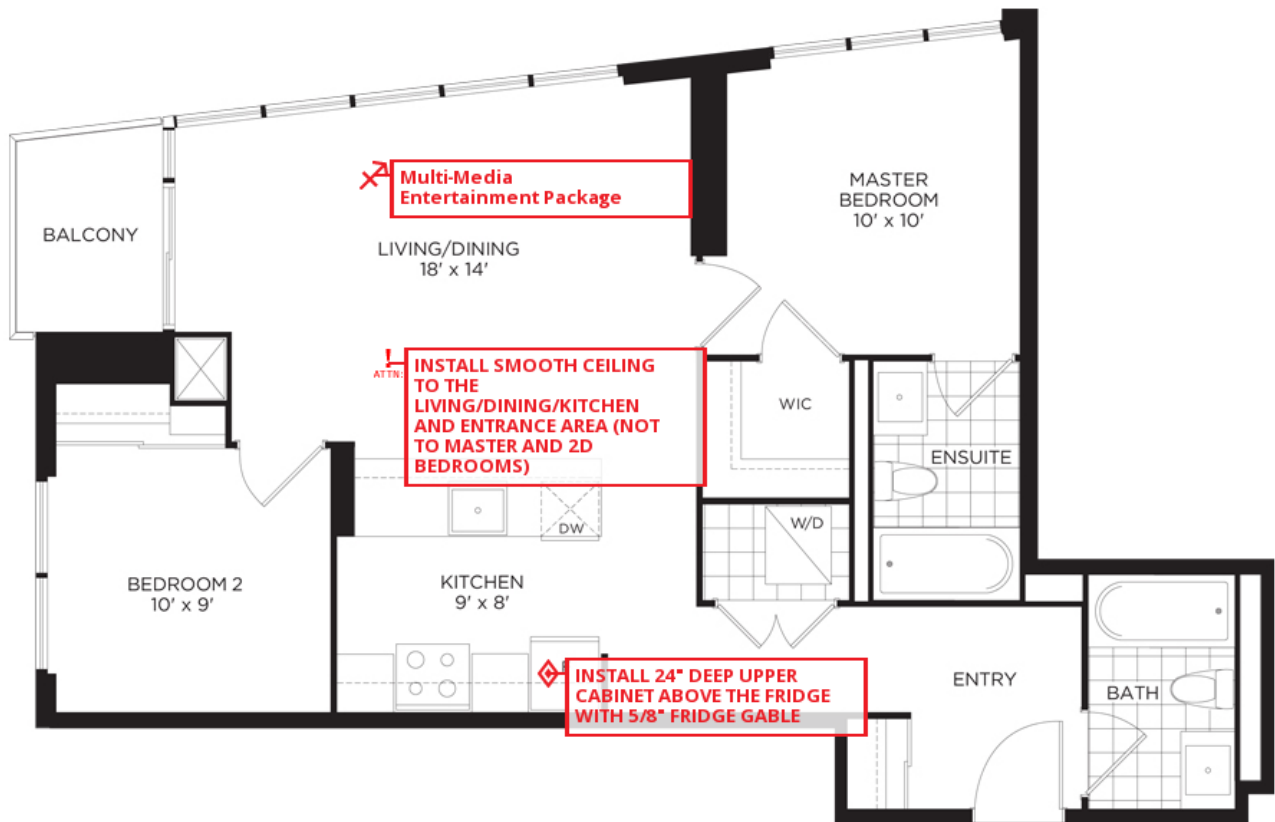 Multi-Media
Entertainment Package
MASTER
BEDROOM
10' x 10'
BALCONY
LIVING/DINING
18' x 14'
ATTN:
INSTALL SMOOTH CEILING
TO THE
LIVING/DINING/KITCHEN
AND ENTRANCE AREA (NOT
TO MASTER AND 2D
BEDROOMS)
WIC
ENSUITE
DW
W/D
BEDROOM 2
10' x 9'
KITCHEN
9' x 8'
INSTALL 24" DEEP UPPER
CABINET ABOVE THE FRIDGE
WITH 5/8" FRIDGE GABLE
ENTRY
BATH